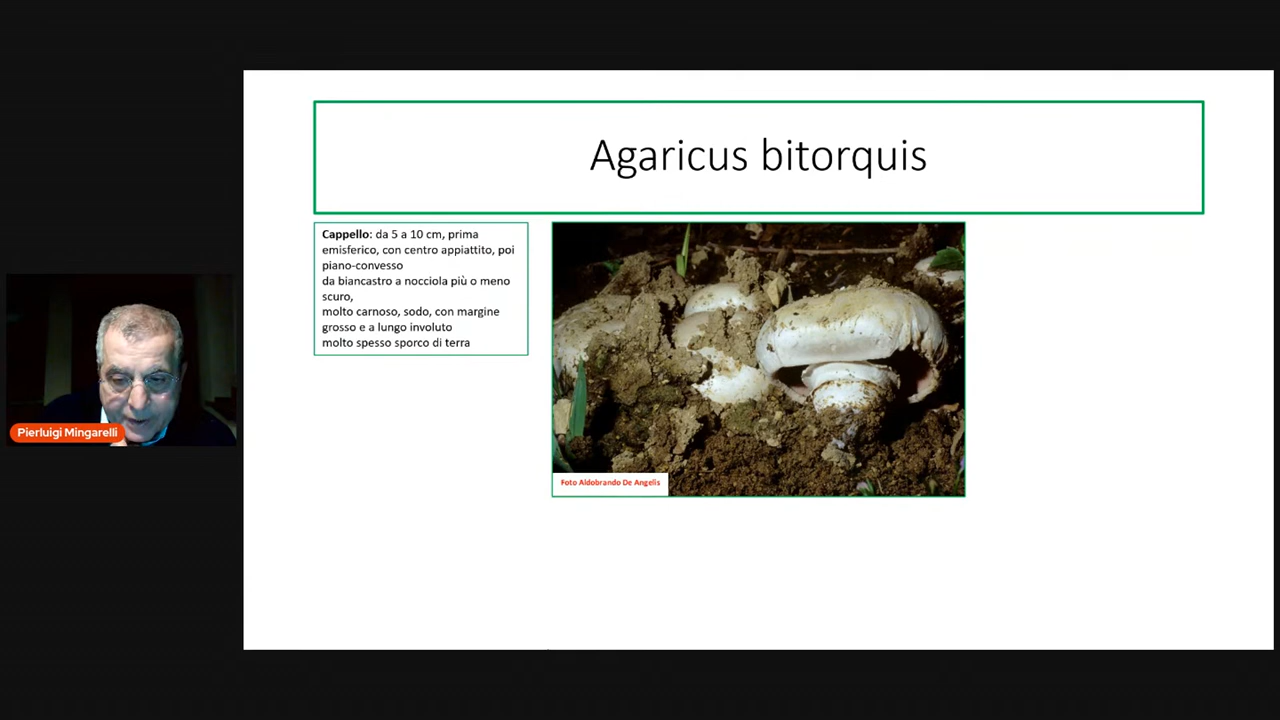 Agaricus bitorquis
Cappello: da 5 a 10 cm, prima
emisferico, con centro appiattito, poi
piano-convesso
da biancastro a nocciola più o meno
scuro,
molto carnoso, sodo, con margine
grosso e a lungo involuto
molto spesso sporco di terra
Pierluigi Mingarelli
Foto Aldobrando De Angelis